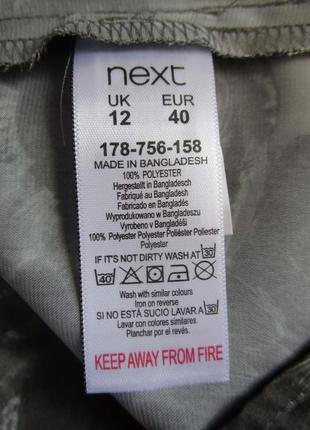 next
UK EUR
12 40
178-756-158
MADE IN BANGLADESH
100% POLYESTER
Hergestellt in Bangladesch
Fabriqué au Bangladesh
Fabricado en Bangladés
Wyprodukowano w Bangladeszu
Vyrobeno v Bangladéši
100% Polyester Polyester Poliéster Poliester
Polyester
IF IT'S NOT DIRTY WASH AT 30
40
Wash with similar colours
Iron on reverse
SI NO ESTÁ SUCIO LAVAR A 30
Lavar con colores similares.
Planchar por el revés.
KEEP AWAY FROM FIRE